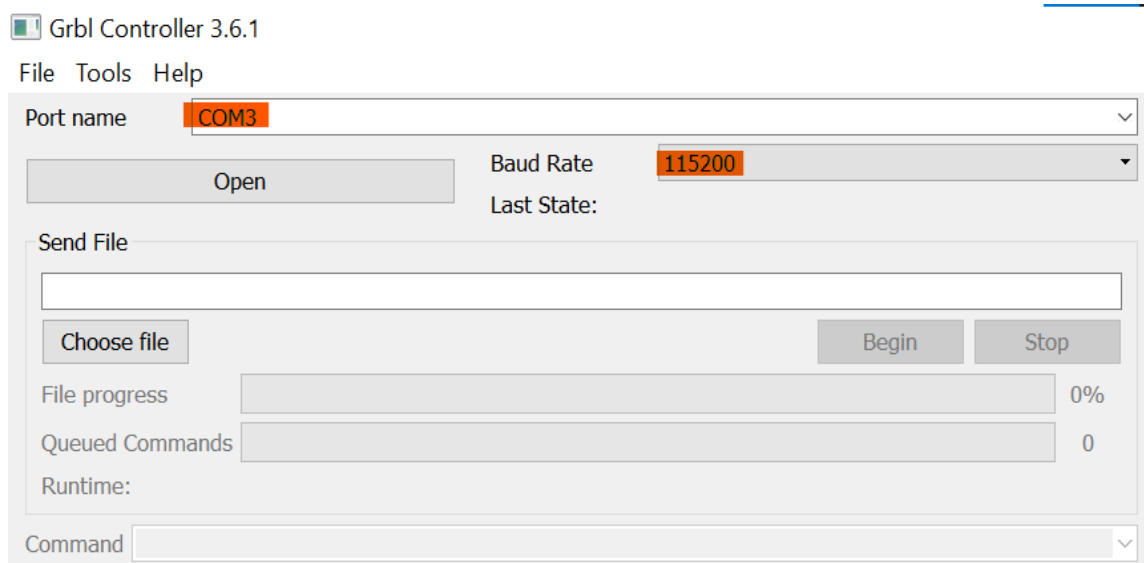 Grbl Controller 3.6.1
File Tools Help
Port name COM3
Open
Baud Rate 115200
Last State:
Send File
Choose file
Begin
Stop
File progress 0%
Queued Commands 0
Runtime:
Command